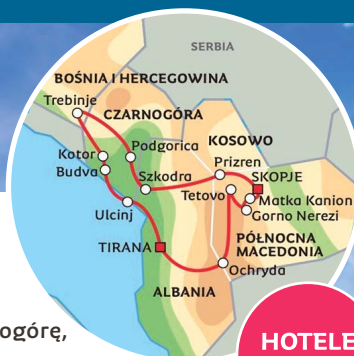 SERBIA
BOŚNIA I HERCEGOWINA
Trebinje
CZARNOGÓRA
KOSOWO
Kotor
Podgorica
Prizren
Budva
Szkodra
Tetovo
SKOPJE
Matka Kanion
Gorno Nerezi
Ulcinj
TIRANA
PÓŁNOCNA
MACEDONIA
Ochryda
ALBANIA
ogórę,
HOTELE